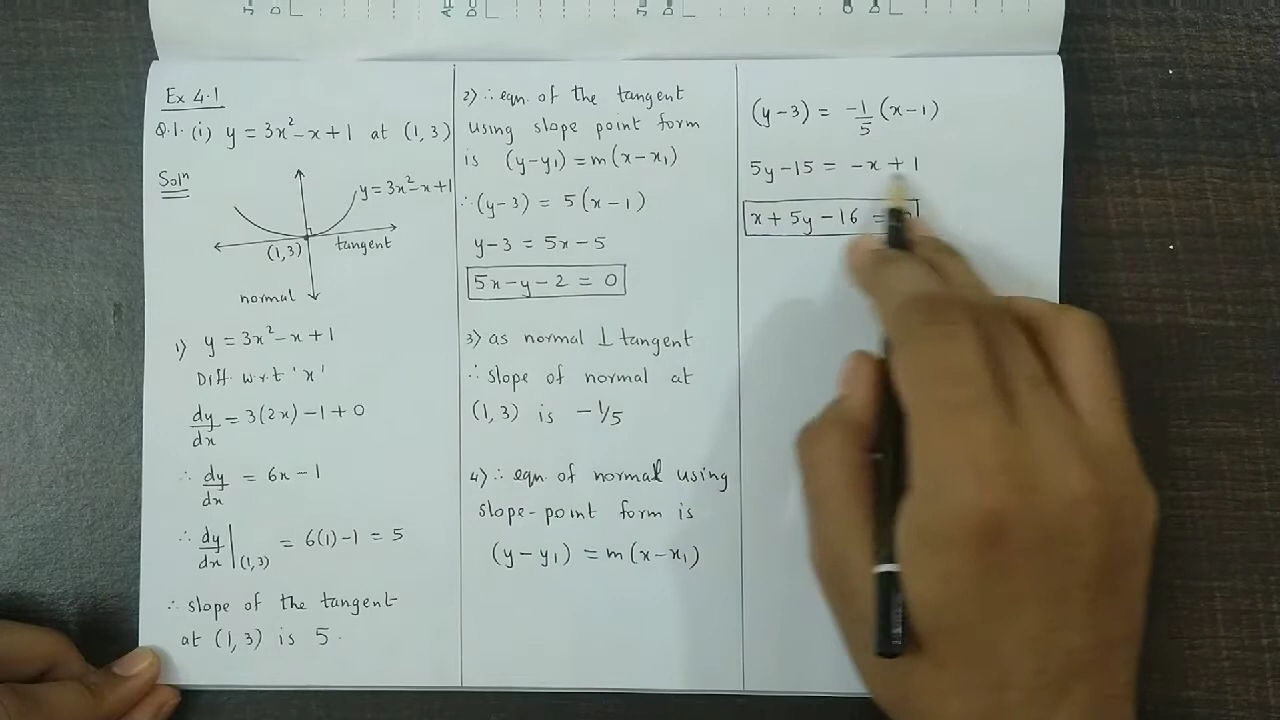 Ex 4.1
Q.1. (i) y = 3x² - x + 1 at (1, 3)
Solⁿ
y = 3x² - x + 1
(1, 3)
tangent
normal
1) y = 3x² - x + 1
Diff w.r.t 'x'
dy/dx = 3(2x) - 1 + 0
∴ dy/dx = 6x - 1
∴ dy/dx |(1,3) = 6(1) - 1 = 5
∴ slope of the tangent
at (1, 3) is 5.
2) ∴ eqn. of the tangent
using slope point form
is (y - y₁) = m(x - x₁)
∴ (y - 3) = 5(x - 1)
y - 3 = 5x - 5
5x - y - 2 = 0
3) as normal ⊥ tangent
∴ slope of normal at
(1, 3) is -1/5
4) ∴ eqn. of normal using
slope-point form is
(y - y₁) = m(x - x₁)
(y - 3) = -1/5 (x - 1)
5y - 15 = -x + 1
x + 5y - 16 =